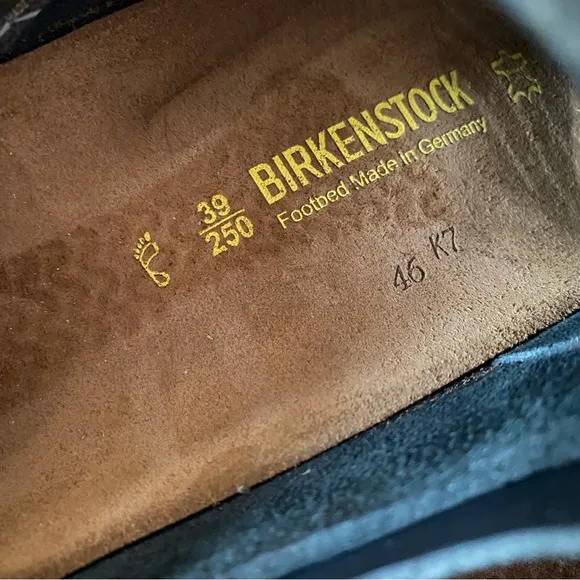 BIRKENSTOCK
Footbed Made in Germany
39
250
46 K7